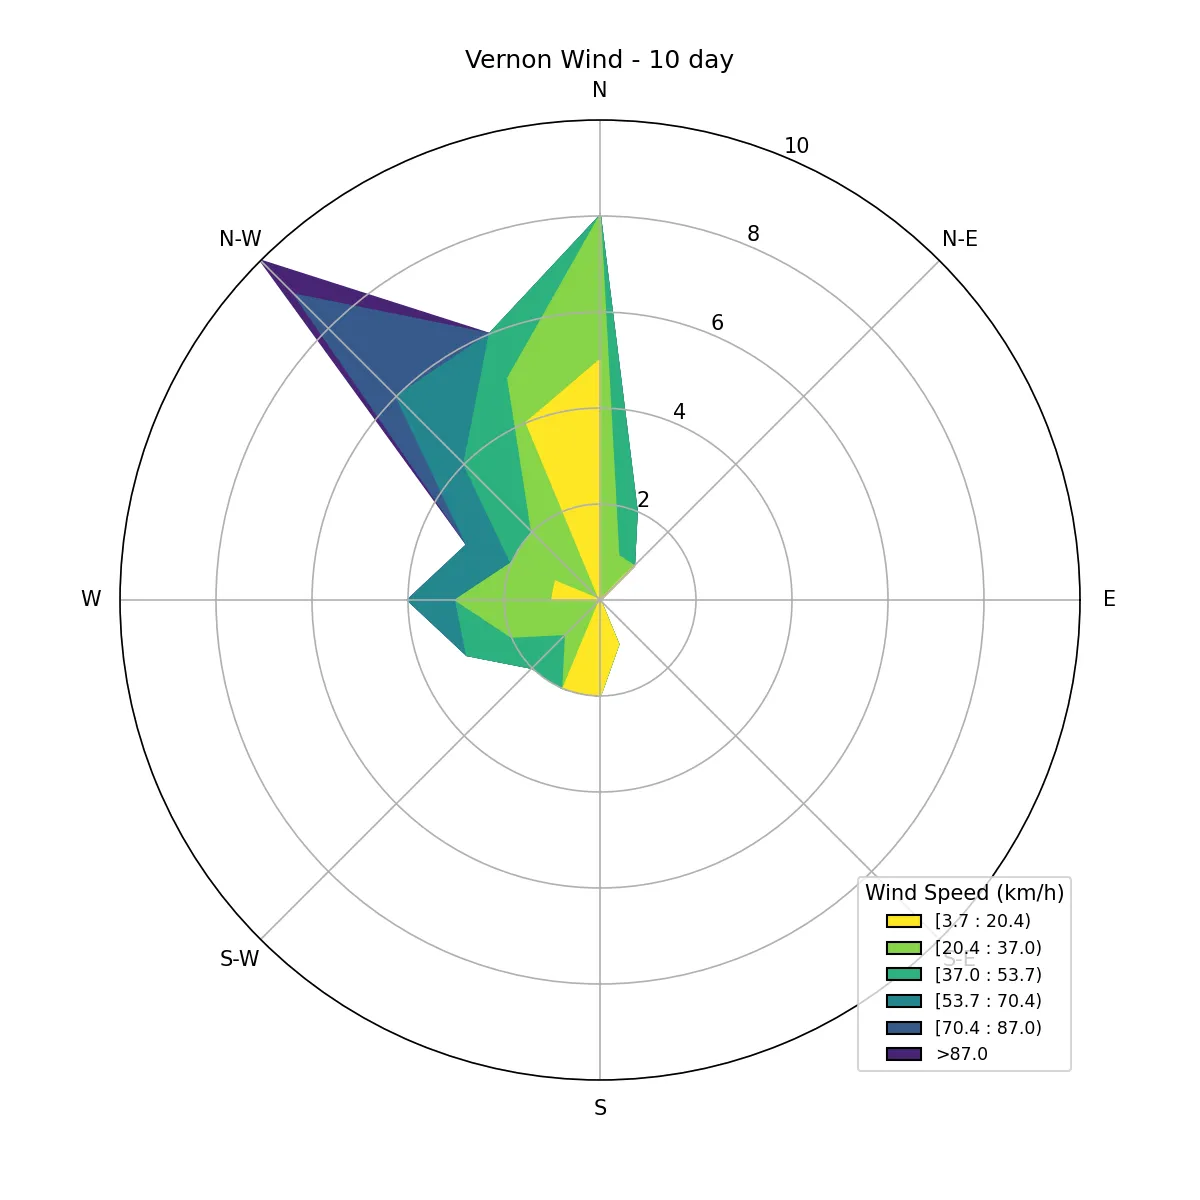 Vernon Wind - 10 day
N
10
N-W
8
N-E
6
4
2
W
E
Wind Speed (km/h)
[3.7 : 20.4)
[20.4 : 37.0)
S-W
S-E
[37.0 : 53.7)
[53.7 : 70.4)
[70.4 : 87.0)
>87.0
S